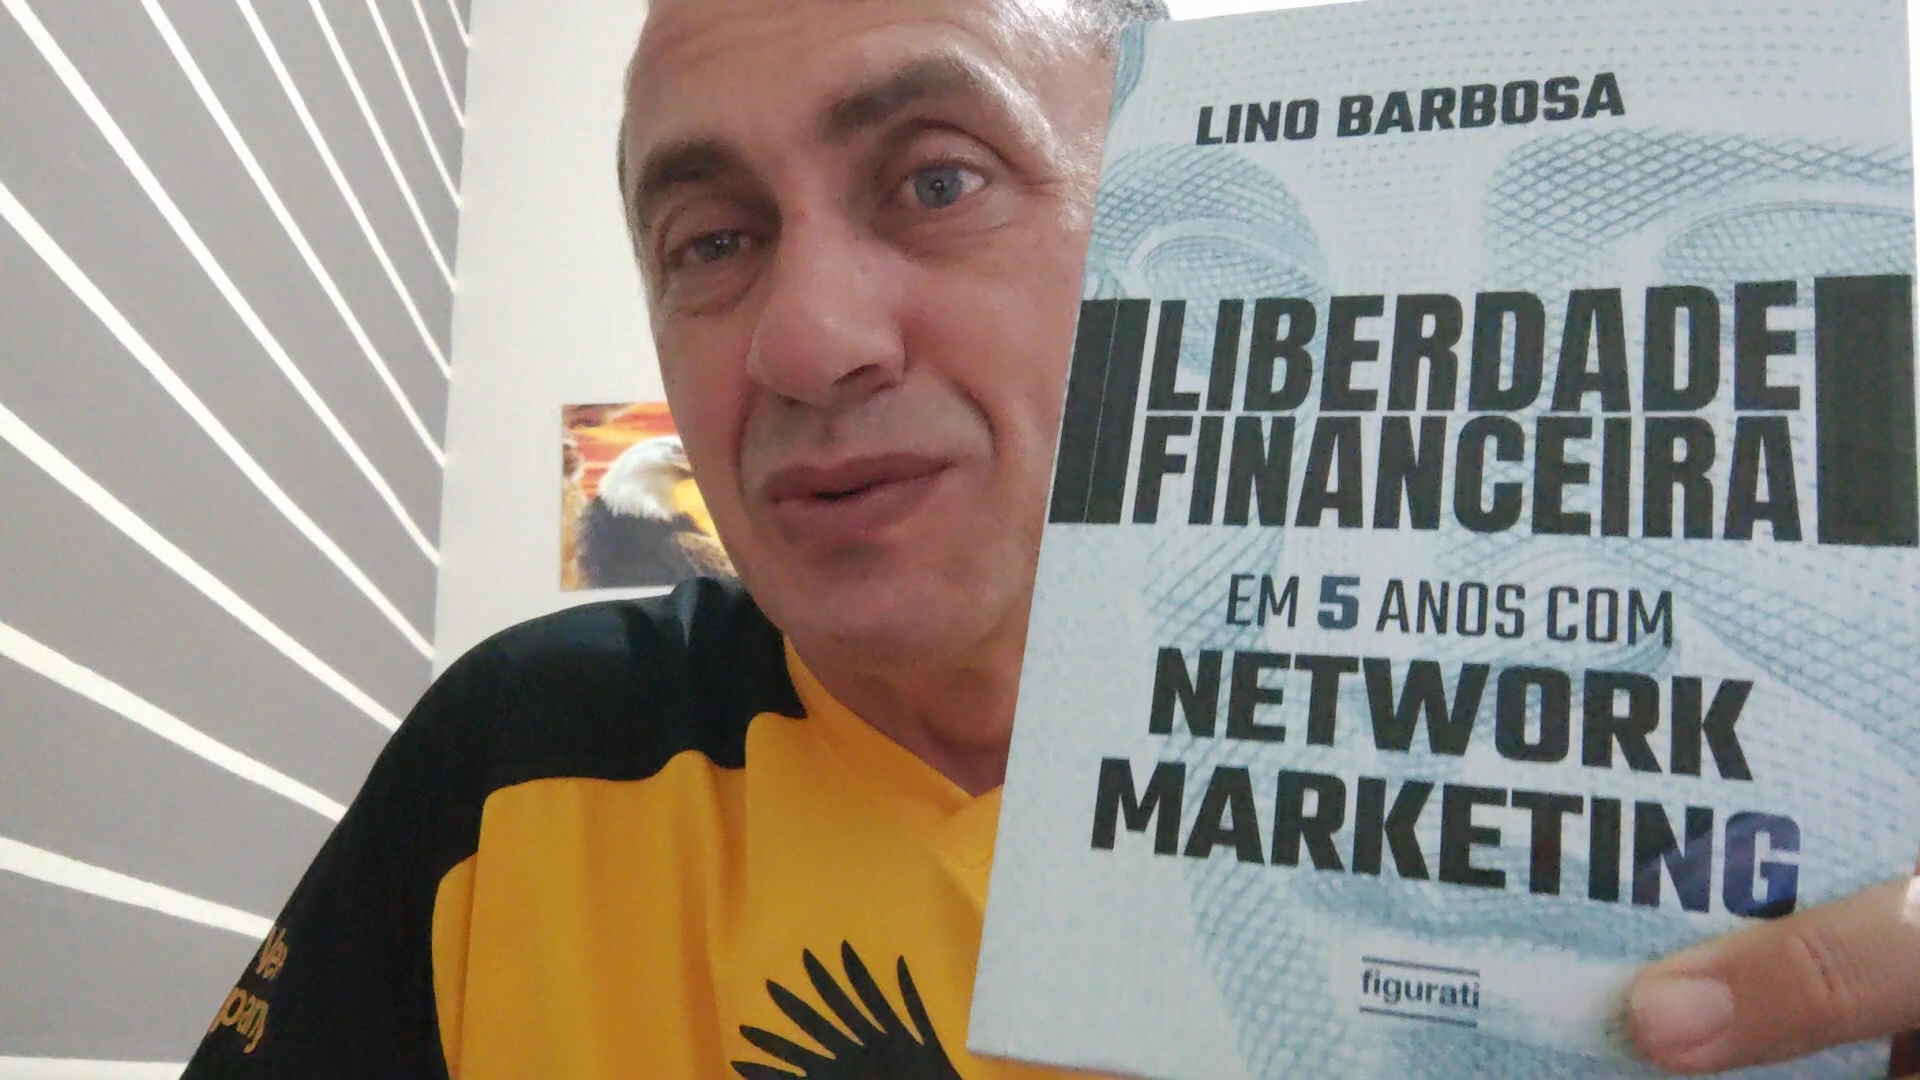 LINO BARBOSA
LIBERDADE
FINANCEIRA
EM 5 ANOS COM
NETWORK
MARKETING
figurati